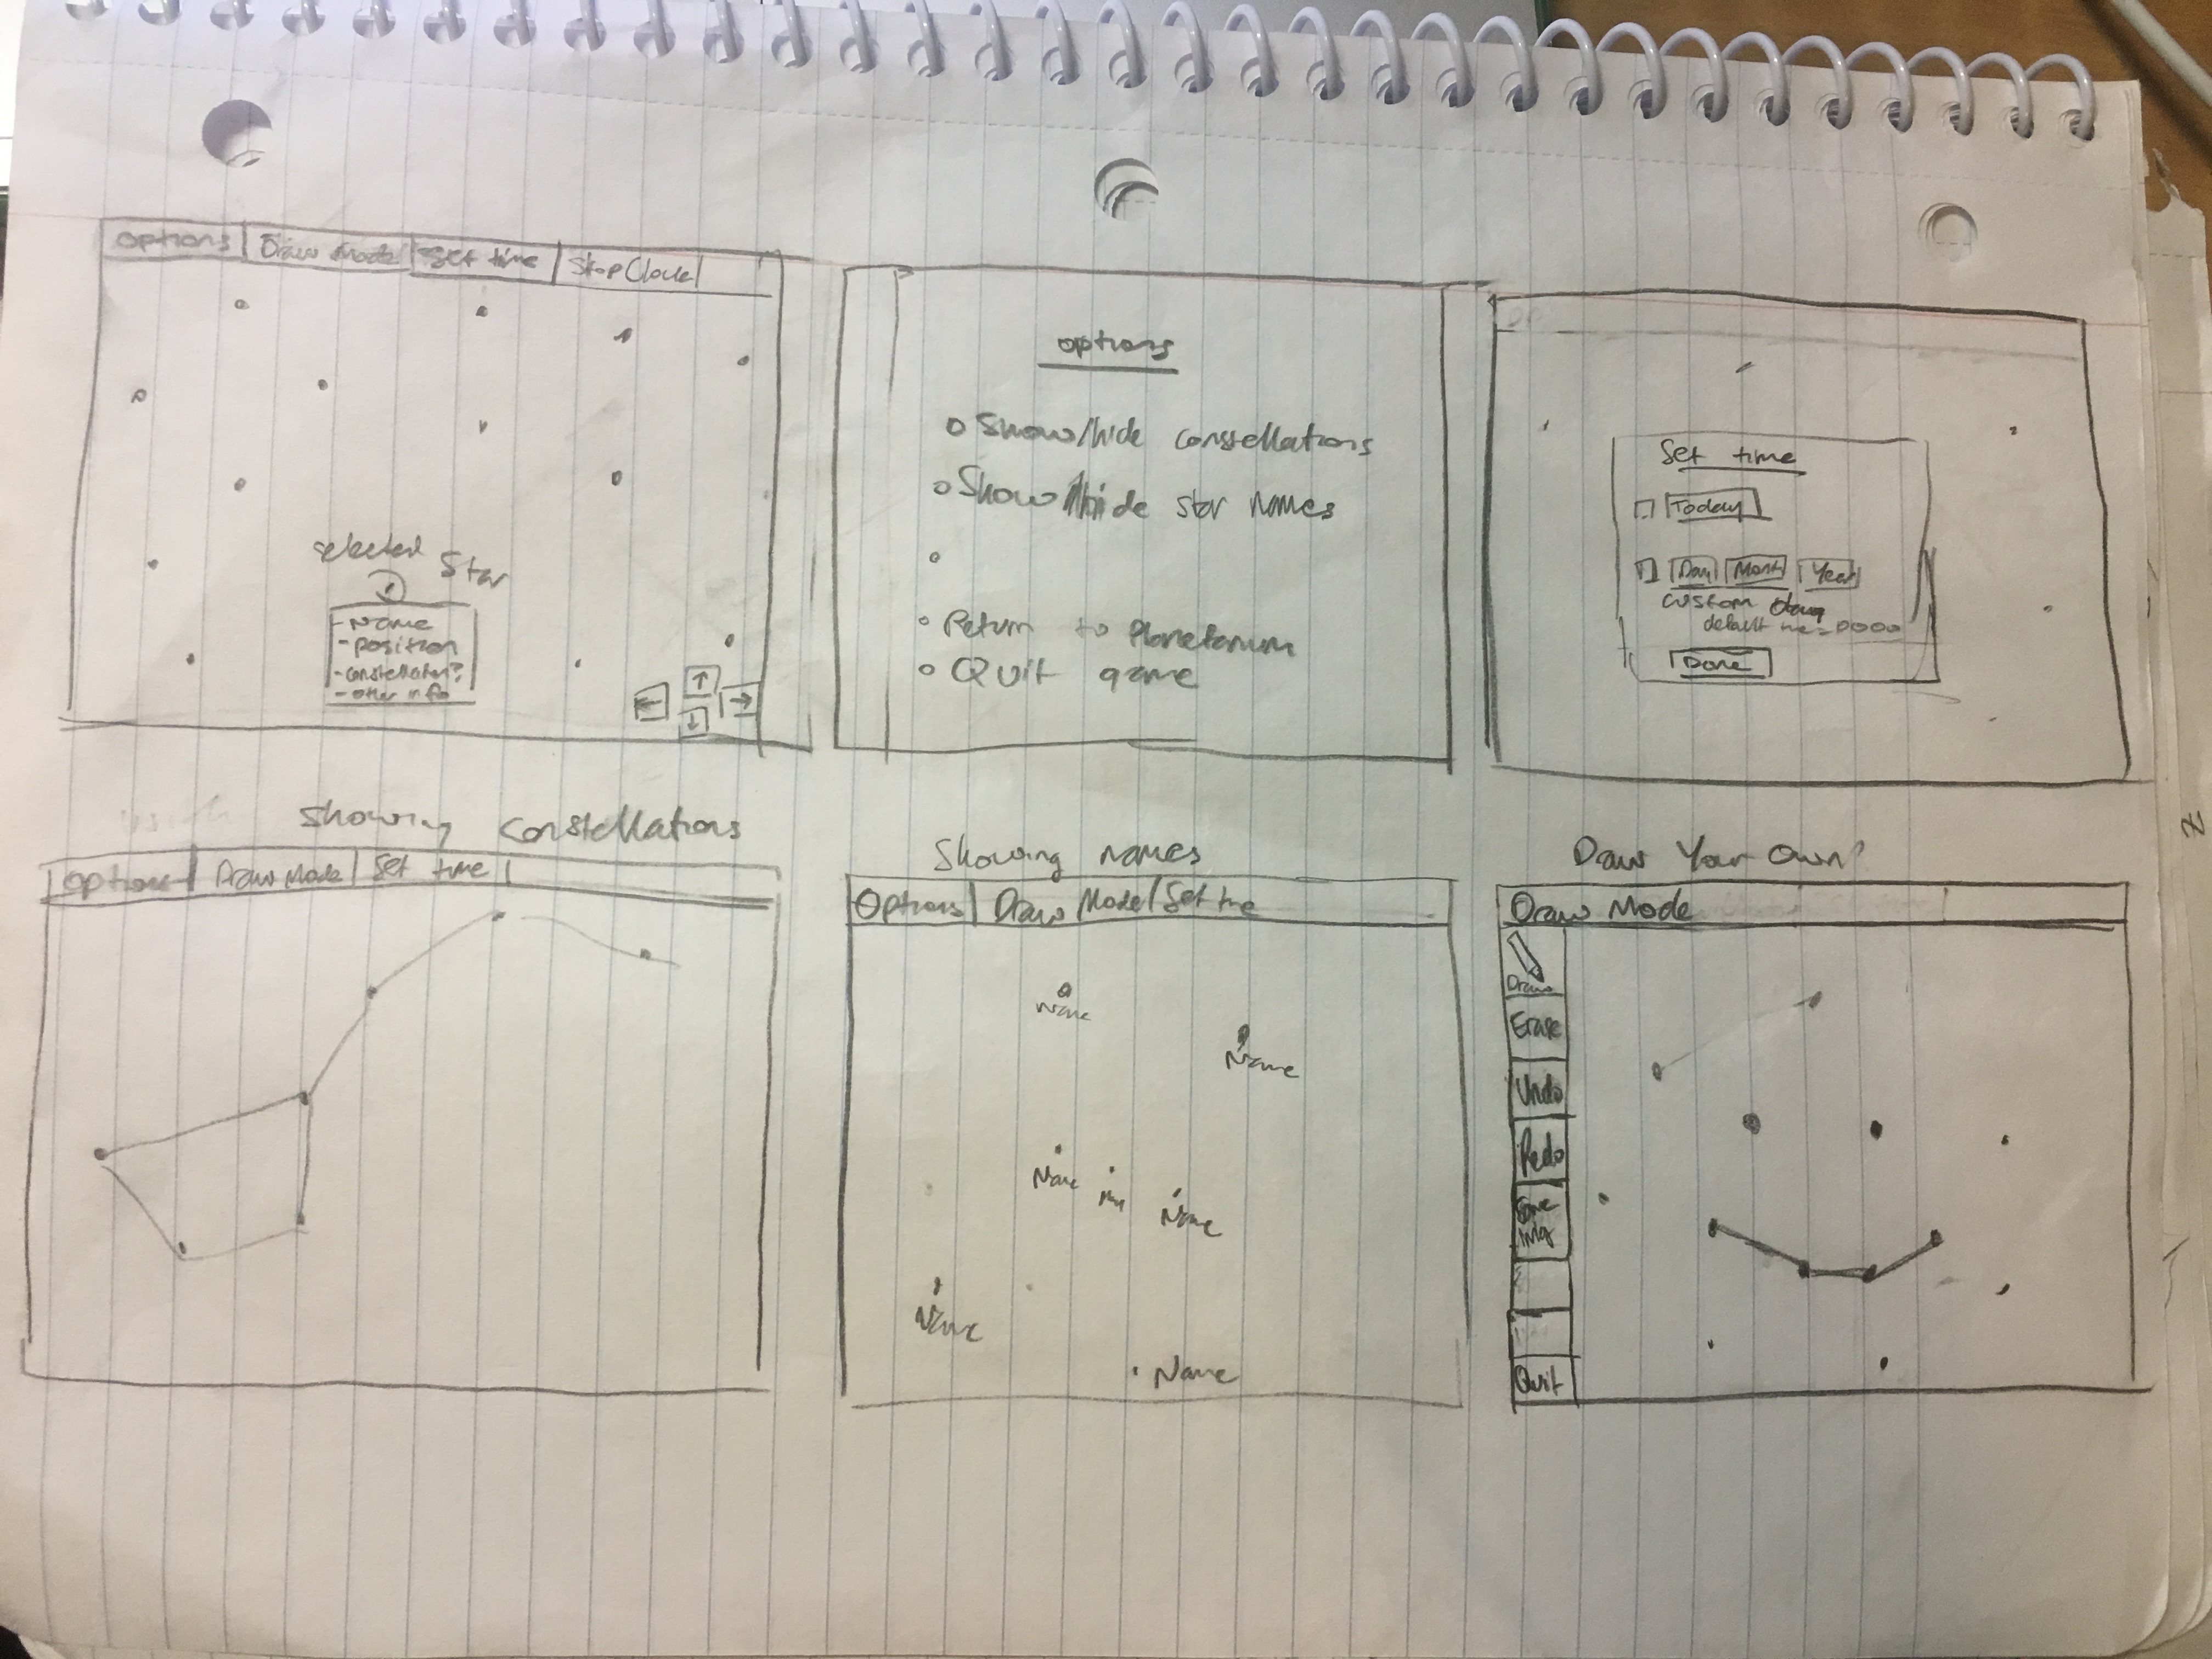 Options Draw Mode Set time Stop Clock
selected Star
- Name
- Position
- Constellation?
- other info
← ↑ ↓ →
options
Show/hide constellations
Show/hide star names
Return to Planetarium
Quit game
Set time
Today
Day Month Year
custom
default time = 0000
Done
Showing Constellations
Options Draw Mode Set time
Showing names
Options Draw Mode Set time
Name
Name
Name
Name
Name
Name
Draw Your Own?
Draw Mode
Draw
Erase
Undo
Redo
Save
img
Quit